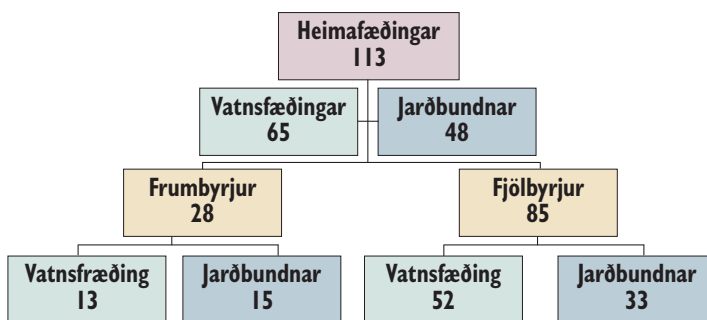 Heimafæðingar
113
Vatnsfæðingar
65
Jarðbundnar
48
Frumbyrjur
28
Fjölbyrjur
85
Vatnsfræðing
13
Jarðbundnar
15
Vatnsfæðing
52
Jarðbundnar
33